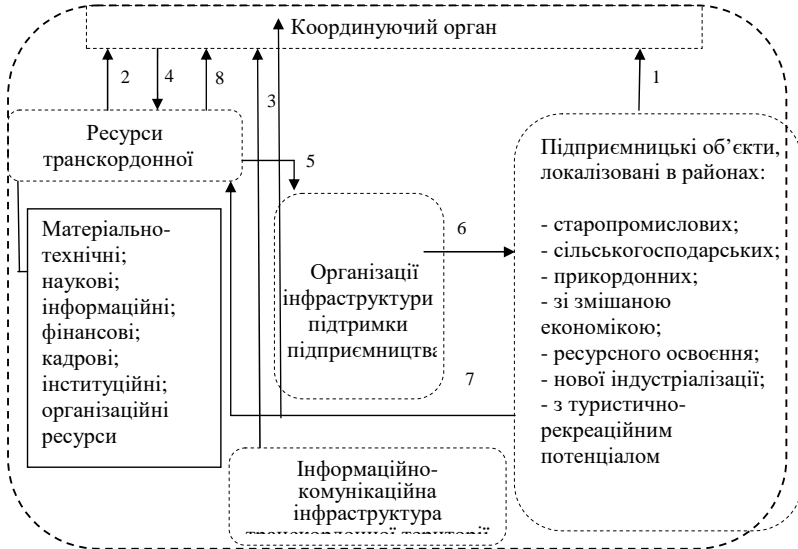 Координуючий орган
2
4
8
3
1
Ресурси
транскордонної
5
Підприємницькі об’єкти,
локалізовані в районах:
- старопромислових;
- сільськогосподарських;
- прикордонних;
- зі змішаною
економікою;
- ресурсного освоєння;
- нової індустріалізації;
- з туристично-
рекреаційним
потенціалом
Матеріально-
технічні;
наукові;
інформаційні;
фінансові;
кадрові;
інституційні;
організаційні
ресурси
6
Організації
інфраструктури
підтримки
підприємництва
7
Інформаційно-
комунікаційна
інфраструктура
транскордонної території